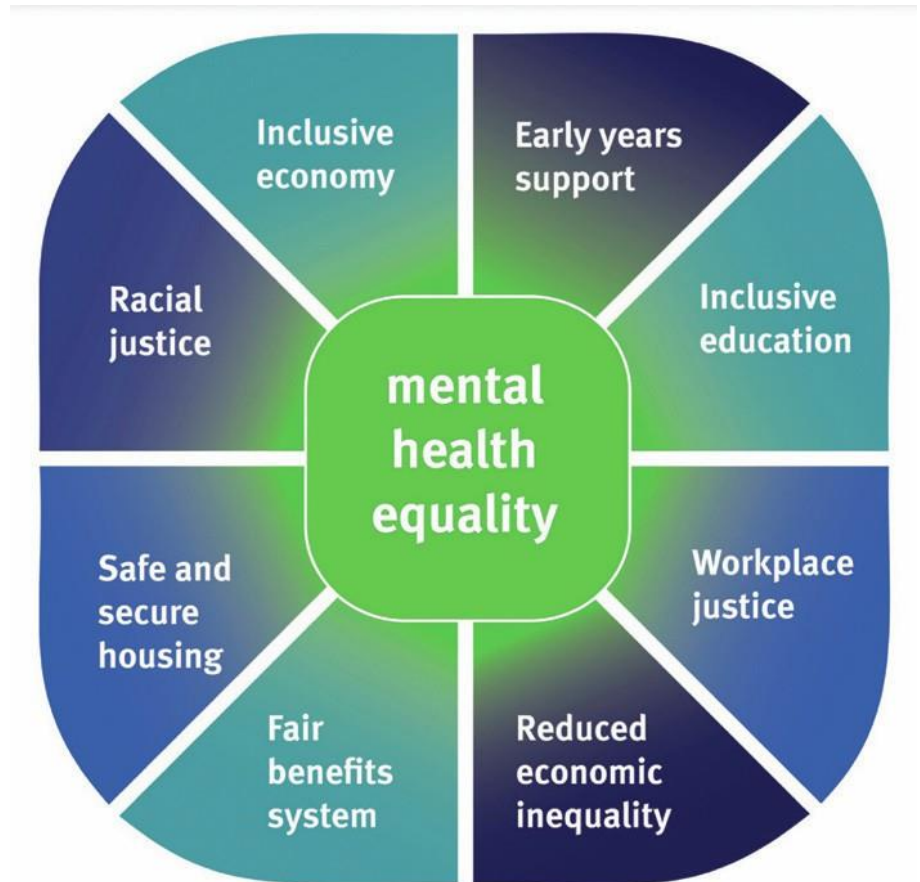 Inclusive
economy
Early years
support
Inclusive
education
Workplace
justice
Reduced
economic
inequality
Fair
benefits
system
Safe and
secure
housing
Racial
justice
mental
health
equality